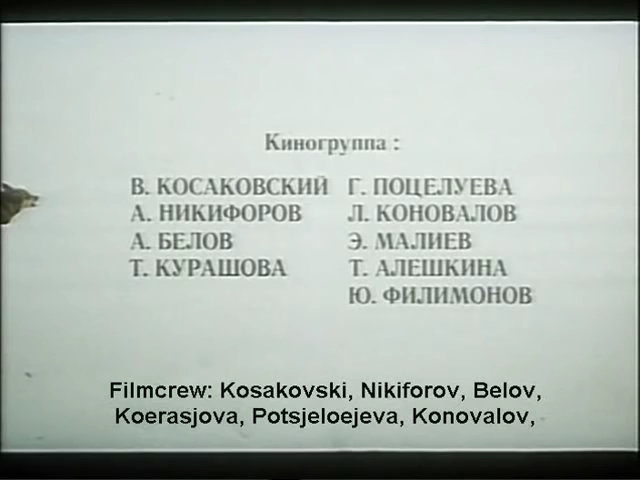 Киногруппа :
В. КОСАКОВСКИЙ Г. ПОЦЕЛУЕВА
А. НИКИФОРОВ Л. КОНОВАЛОВ
А. БЕЛОВ Э. МАЛИЕВ
Т. КУРАШОВА Т. АЛЕШКИНА
Ю. ФИЛИМОНОВ
Filmcrew: Kosakovski, Nikiforov, Belov,
Koerasjova, Potsjeloejeva, Konovalov,